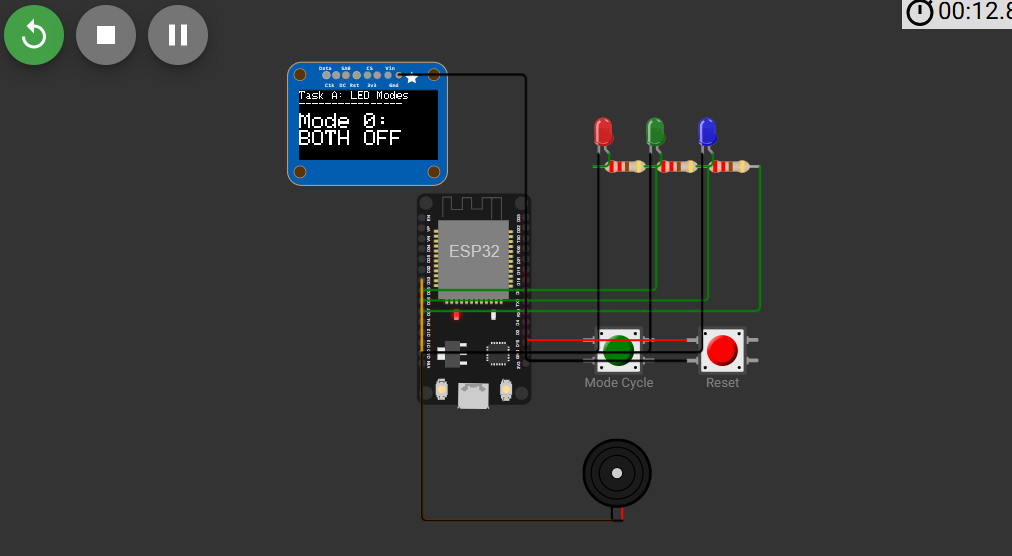 00:12.8
Data SA0 CS Vin
Clk DC Rst 3v3 Gnd
Task A: LED Modes
Mode 0:
BOTH OFF
ESP32
Mode Cycle
Reset